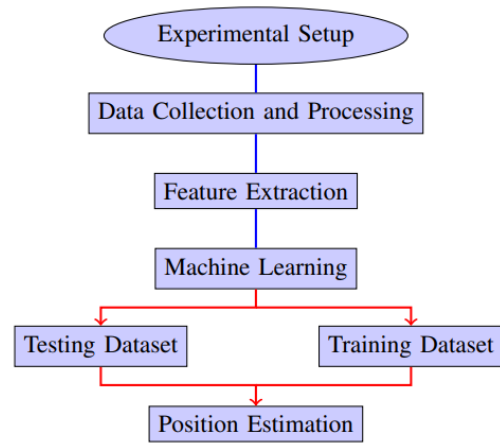 Experimental Setup
Data Collection and Processing
Feature Extraction
Machine Learning
Testing Dataset
Training Dataset
Position Estimation